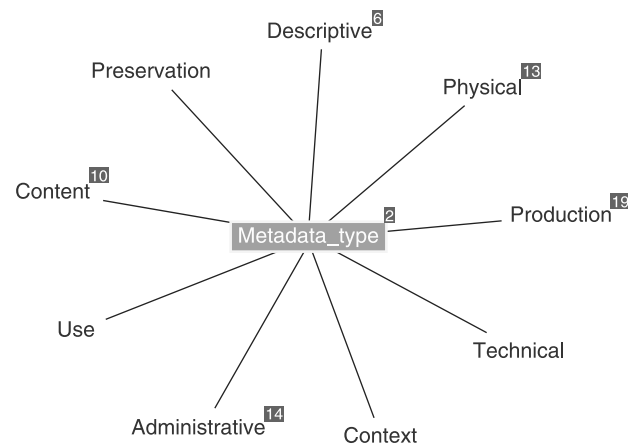 Descriptive 6
Preservation
Physical 13
Content 10
Production 19
Metadata_type 2
Use
Technical
Administrative 14
Context